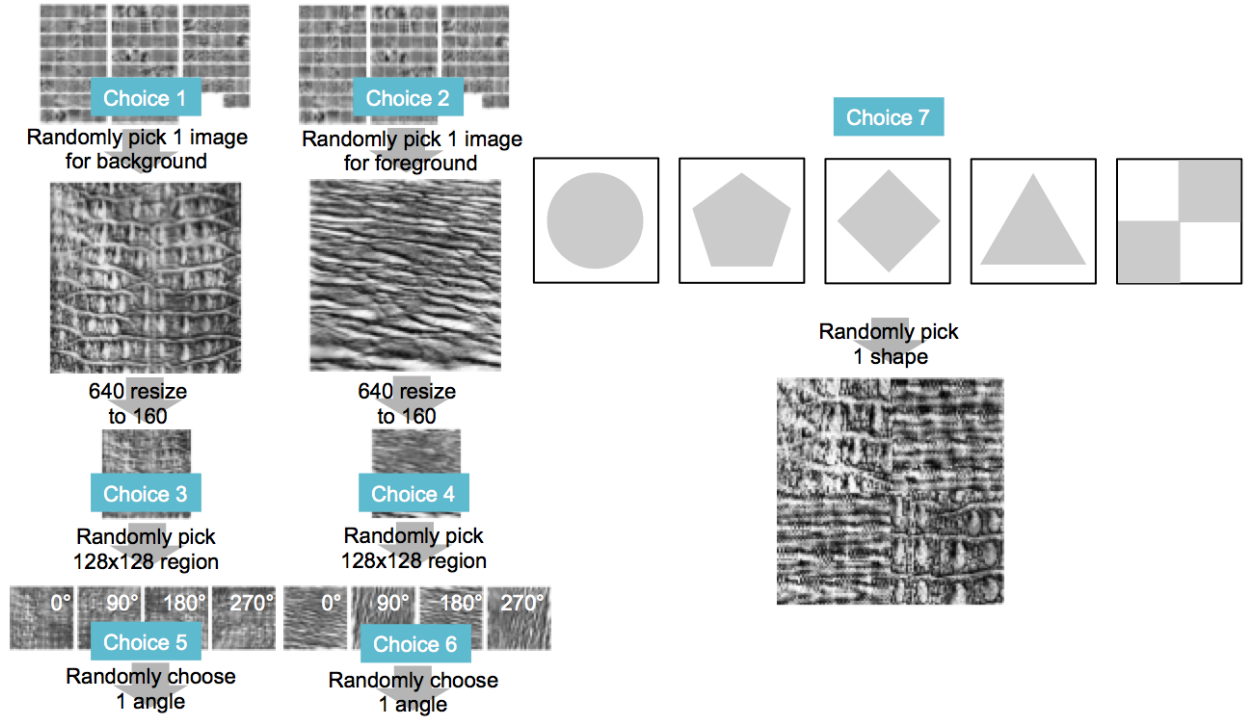 Choice 1
Randomly pick 1 image
for background
640 resize
to 160
Choice 3
Randomly pick
128x128 region
0° 90° 180° 270°
Choice 5
Randomly choose
1 angle
Choice 2
Randomly pick 1 image
for foreground
640 resize
to 160
Choice 4
Randomly pick
128x128 region
0° 90° 180° 270°
Choice 6
Randomly choose
1 angle
Choice 7
Randomly pick
1 shape